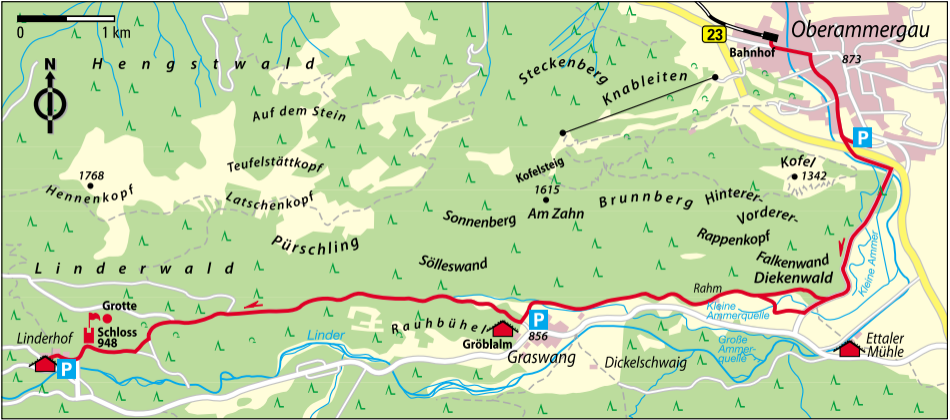 0
1 km
N
Hengstwald
Auf dem Stein
Teufelstättkopf
1768
Hennenkopf
Latschenkopf
Pürschling
Linderwald
Steckenberg
Knableiten
Kofelsteig
1615
Am Zahn
Sonnenberg
Sölleswand
Brunnberg
23
Bahnhof
Oberammergau
873
P
Kofel
1342
Hinterer-
Vorderer-
Rappenkopf
Falkenwand
Diekenwald
Kleine Ammer
Rahm
Kleine
Ammerquelle
Große
Ammer-
quelle
Ettaler
Mühle
Grotte
Schloss
948
Linderhof
P
Linder
Rauhbühel
Gröblalm
P
856
Graswang
Dickelschwaig